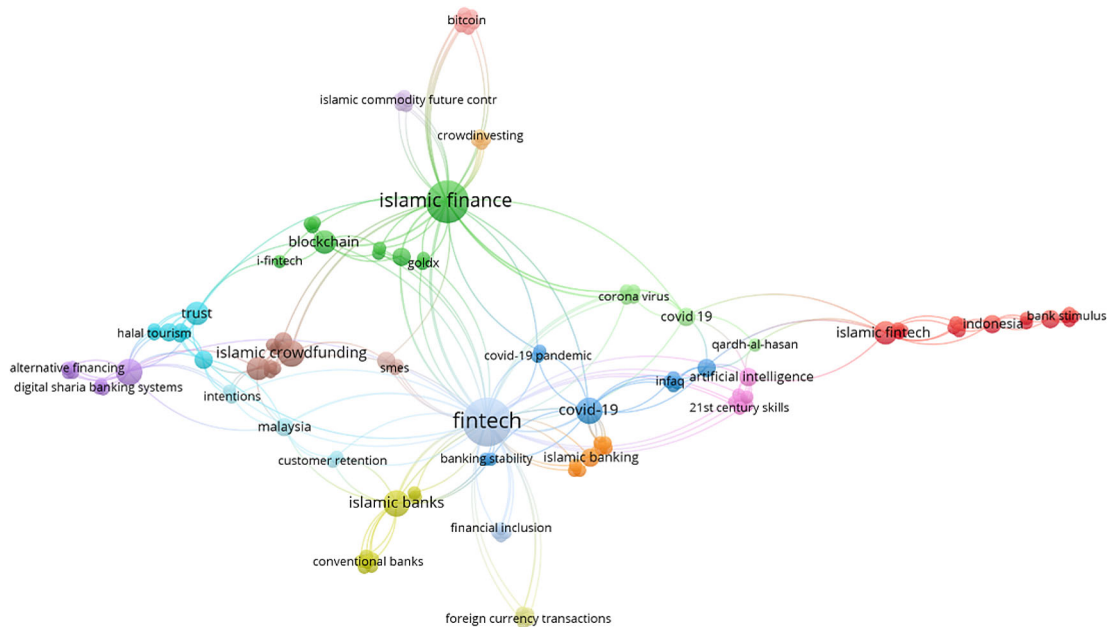 bitcoin
islamic commodity future contr
crowdinvesting
islamic finance
blockchain
i-fintech
goldx
corona virus
covid 19
trust
halal tourism
islamic fintech
indonesia
bank stimulus
qardh-al-hasan
islamic crowdfunding
covid-19 pandemic
smes
alternative financing
digital sharia banking systems
infaq
artificial intelligence
intentions
21st century skills
malaysia
fintech
covid-19
customer retention
banking stability
islamic banking
islamic banks
financial inclusion
conventional banks
foreign currency transactions